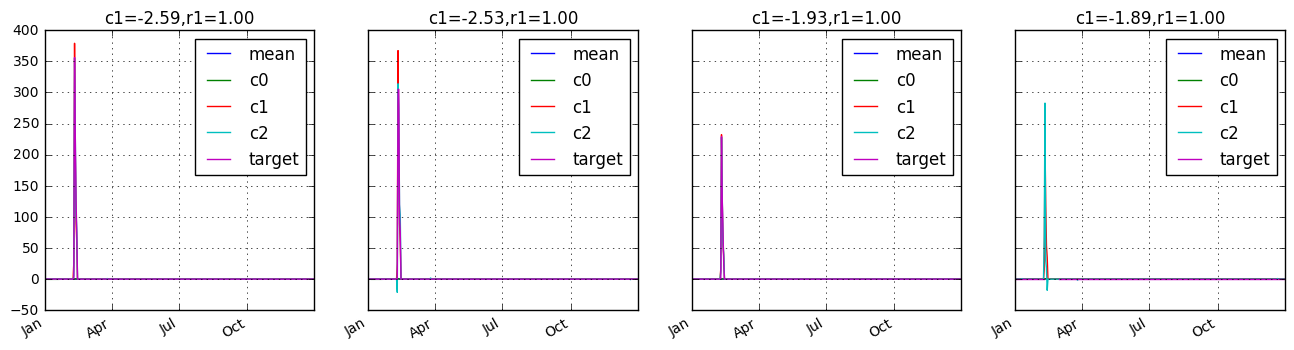 c1=-2.59,r1=1.00
400
350
300
250
200
150
100
50
0
−50
Jan
Apr
Jul
Oct
mean
c0
c1
c2
target
c1=-2.53,r1=1.00
Jan
Apr
Jul
Oct
mean
c0
c1
c2
target
c1=-1.93,r1=1.00
Jan
Apr
Jul
Oct
mean
c0
c1
c2
target
c1=-1.89,r1=1.00
Jan
Apr
Jul
Oct
mean
c0
c1
c2
target